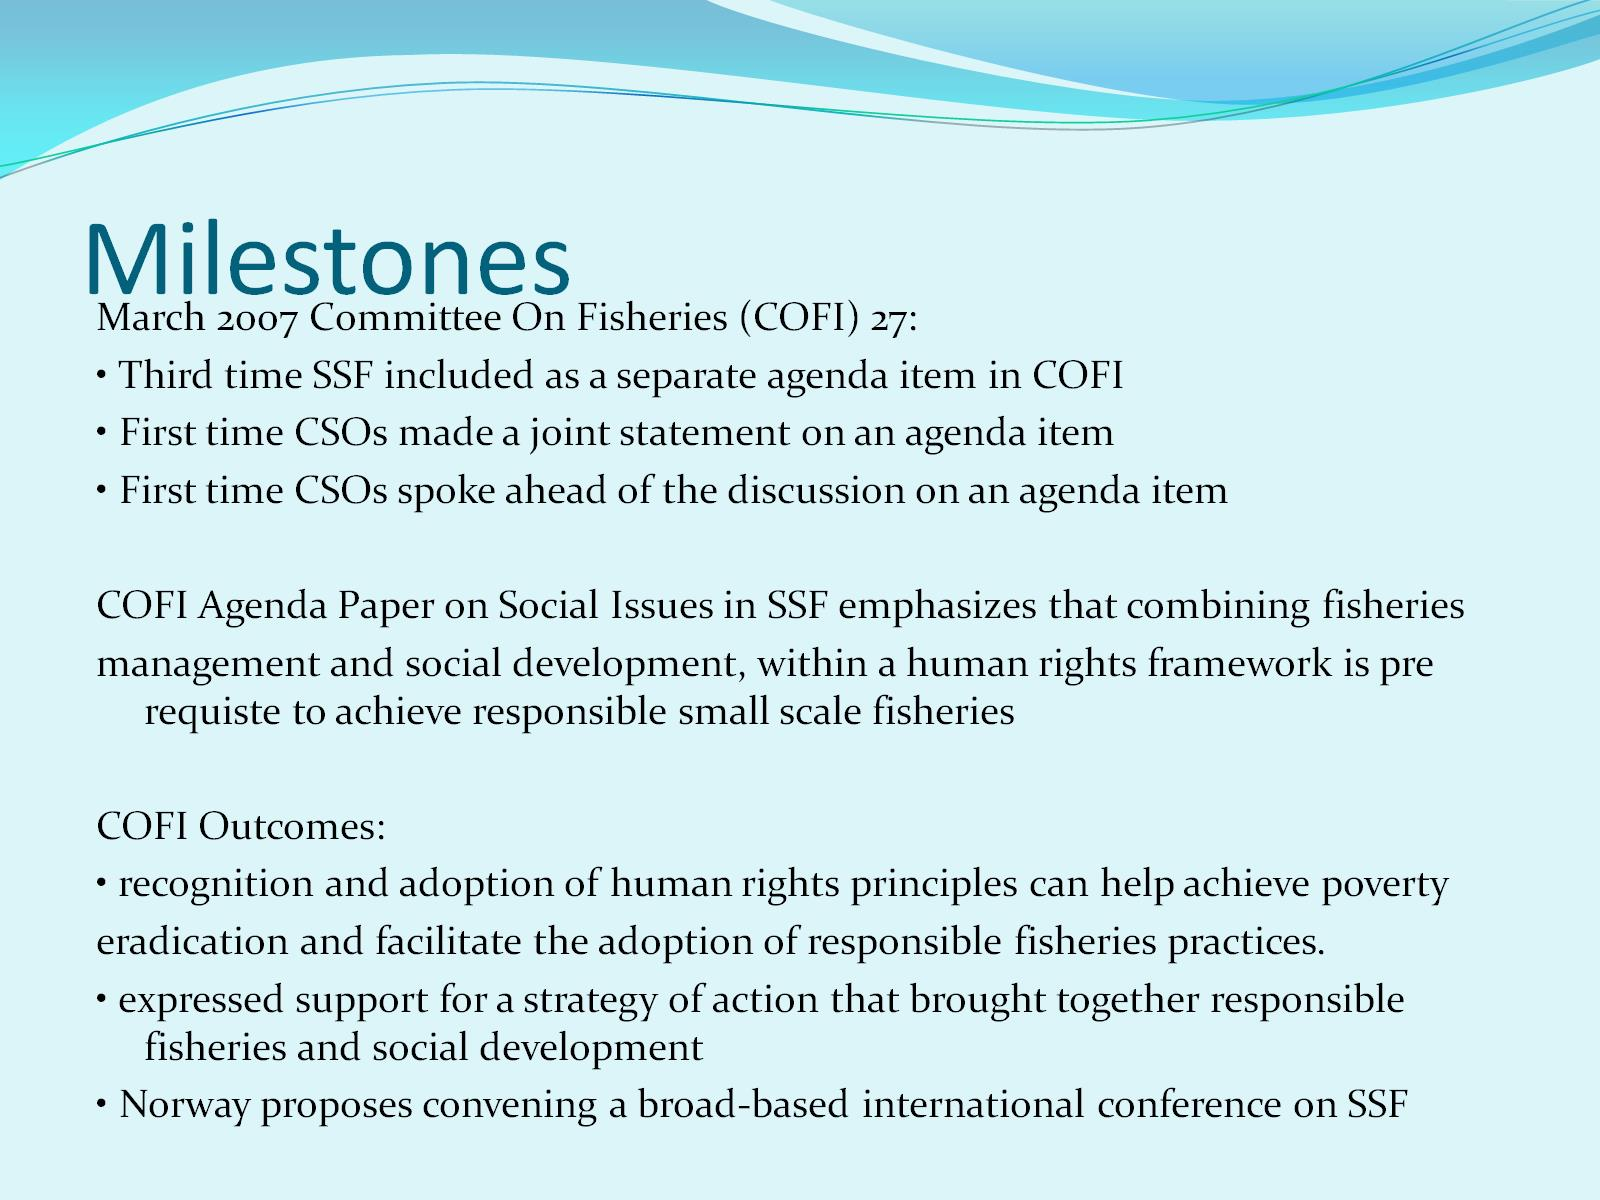 Milestones
March 2007 Committee On Fisheries (COFI) 27:
• Third time SSF included as a separate agenda item in COFI
• First time CSOs made a joint statement on an agenda item
• First time CSOs spoke ahead of the discussion on an agenda item
COFI Agenda Paper on Social Issues in SSF emphasizes that combining fisheries
management and social development, within a human rights framework is pre
requiste to achieve responsible small scale fisheries
COFI Outcomes:
• recognition and adoption of human rights principles can help achieve poverty
eradication and facilitate the adoption of responsible fisheries practices.
• expressed support for a strategy of action that brought together responsible
fisheries and social development
• Norway proposes convening a broad-based international conference on SSF